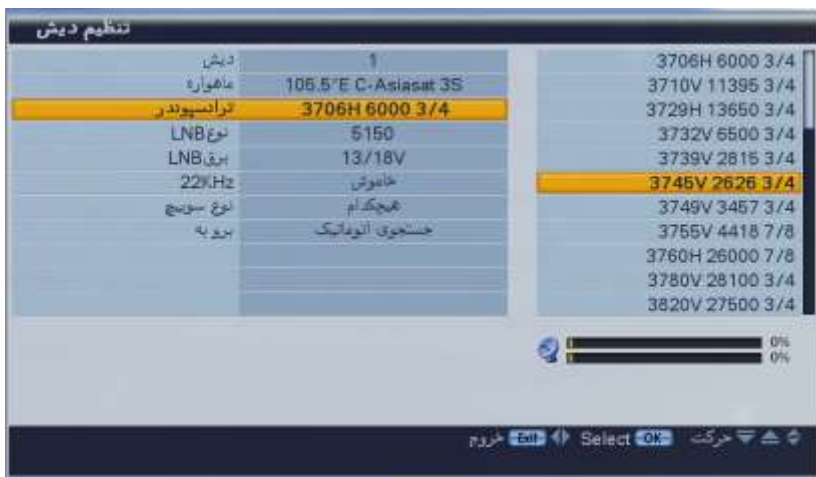 تنظیم دیش
دیش 1
ماهواره 105.5°E C-Asiasat 3S
ترانسپوندر 3706H 6000 3/4
نوع LNB 5150
برق LNB 13/18V
22KHz خاموش
نوع سوییچ هیچکدام
برو به جستجوی اتوماتیک
3706H 6000 3/4
3710V 11395 3/4
3729H 13650 3/4
3732V 6500 3/4
3739V 2815 3/4
3745V 2626 3/4
3749V 3457 3/4
3755V 4418 7/8
3760H 26000 7/8
3780V 28100 3/4
3820V 27500 3/4
0%
0%
حرکت OK Select Exit خروج